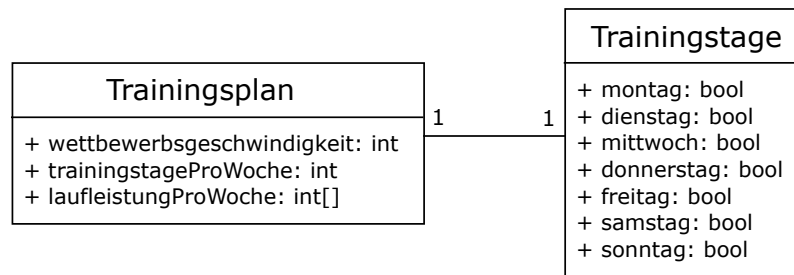 Trainingsplan
+ wettbewerbsgeschwindigkeit: int
+ trainingstageProWoche: int
+ laufleistungProWoche: int[]
1
1
Trainingstage
+ montag: bool
+ dienstag: bool
+ mittwoch: bool
+ donnerstag: bool
+ freitag: bool
+ samstag: bool
+ sonntag: bool